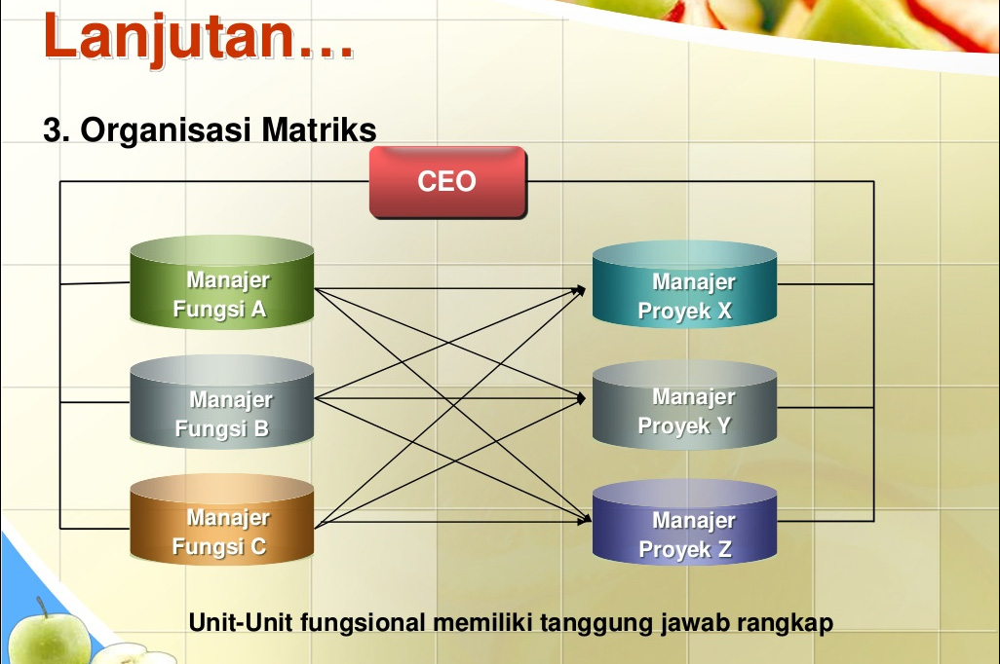 Lanjutan…
3. Organisasi Matriks
CEO
Manajer
Fungsi A
Manajer
Proyek X
Manajer
Fungsi B
Manajer
Proyek Y
Manajer
Fungsi C
Manajer
Proyek Z
Unit-Unit fungsional memiliki tanggung jawab rangkap